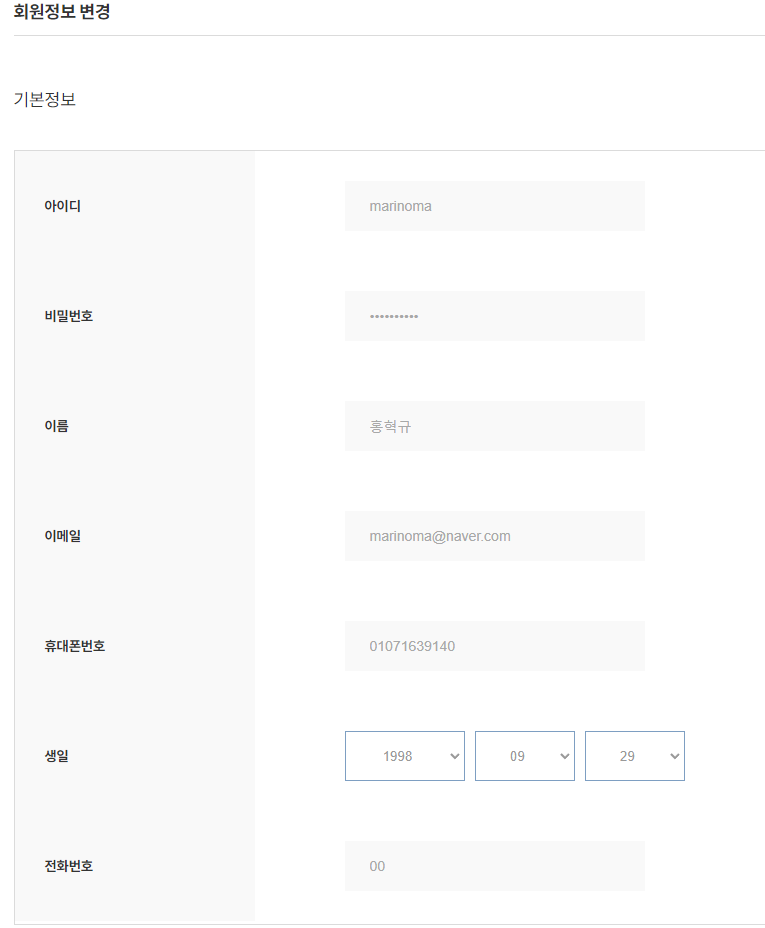 회원정보 변경
기본정보
아이디 marinoma
비밀번호 ••••••••••
이름 홍혁규
이메일 marinoma@naver.com
휴대폰번호 01071639140
생일 1998 09 29
전화번호 00